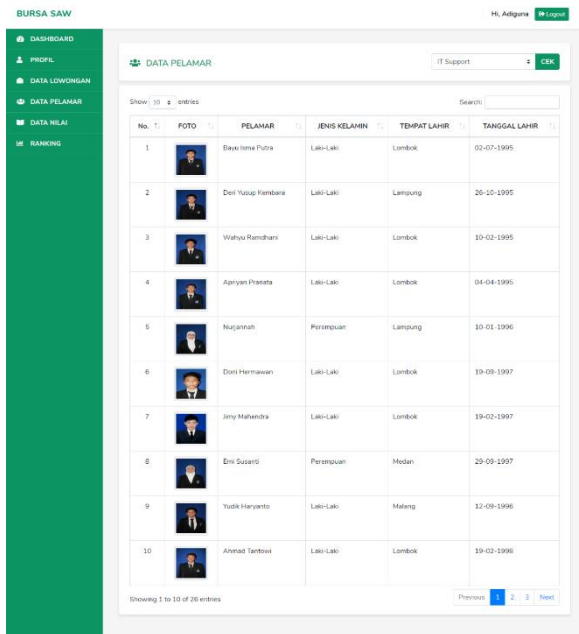 BURSA SAW
Hi, Adiguna Logout
DASHBOARD
PROFIL
DATA LOWONGAN
DATA PELAMAR
DATA NILAI
RANKING
DATA PELAMAR
IT Support CEK
Show 10 entries Search:
No. FOTO PELAMAR JENIS KELAMIN TEMPAT LAHIR TANGGAL LAHIR
1 Bayu Isma Putra Laki-Laki Lombok 02-07-1995
2 Deri Yusup Kembara Laki-Laki Lampung 26-10-1995
3 Wahyu Ramdhani Laki-Laki Lombok 10-02-1995
4 Apriyan Pranata Laki-Laki Lombok 04-04-1995
5 Nurjannah Perempuan Lampung 10-01-1996
6 Doni Hermawan Laki-Laki Lombok 19-09-1997
7 Jimy Mahendra Laki-Laki Lombok 19-02-1997
8 Emi Susanti Perempuan Medan 29-09-1997
9 Yudik Haryanto Laki-Laki Malang 12-09-1996
10 Ahmad Tantowi Laki-Laki Lombok 19-02-1998
Showing 1 to 10 of 26 entries
Previous 1 2 3 Next